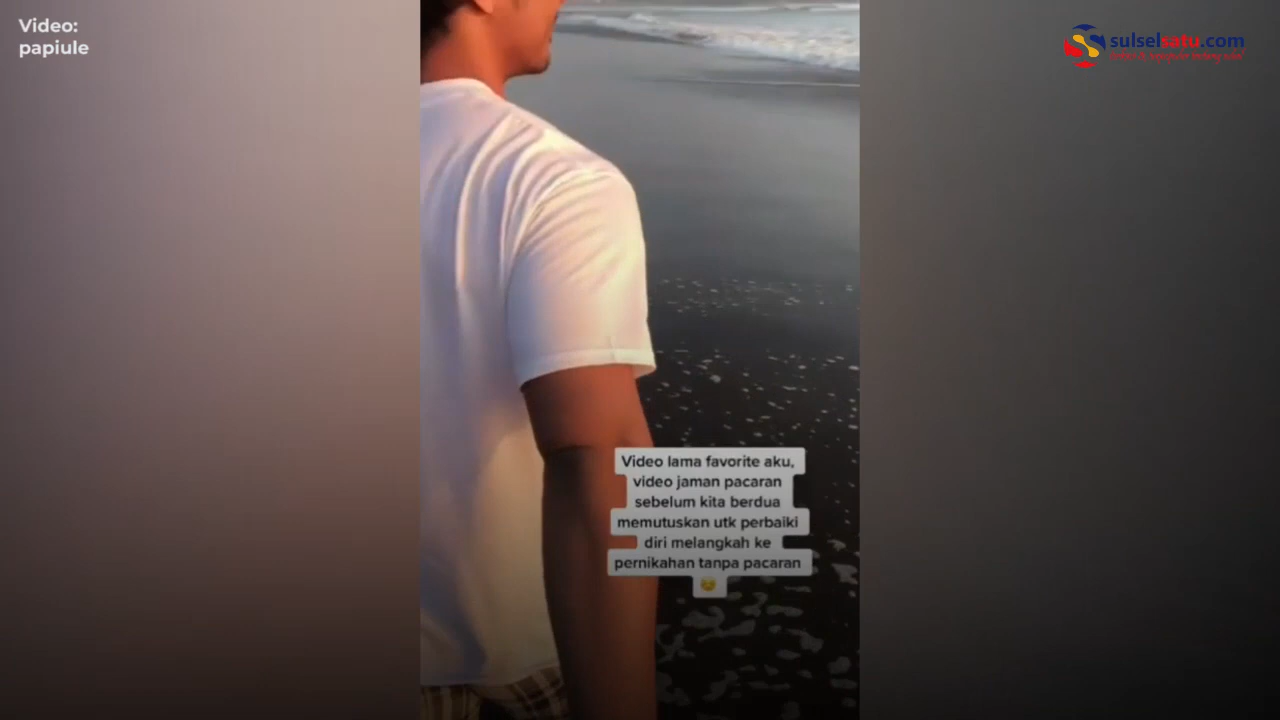 Video:
papiule
sulselsatu.com
Video lama favorite aku,
video jaman pacaran
sebelum kita berdua
memutuskan utk perbaiki
diri melangkah ke
pernikahan tanpa pacaran